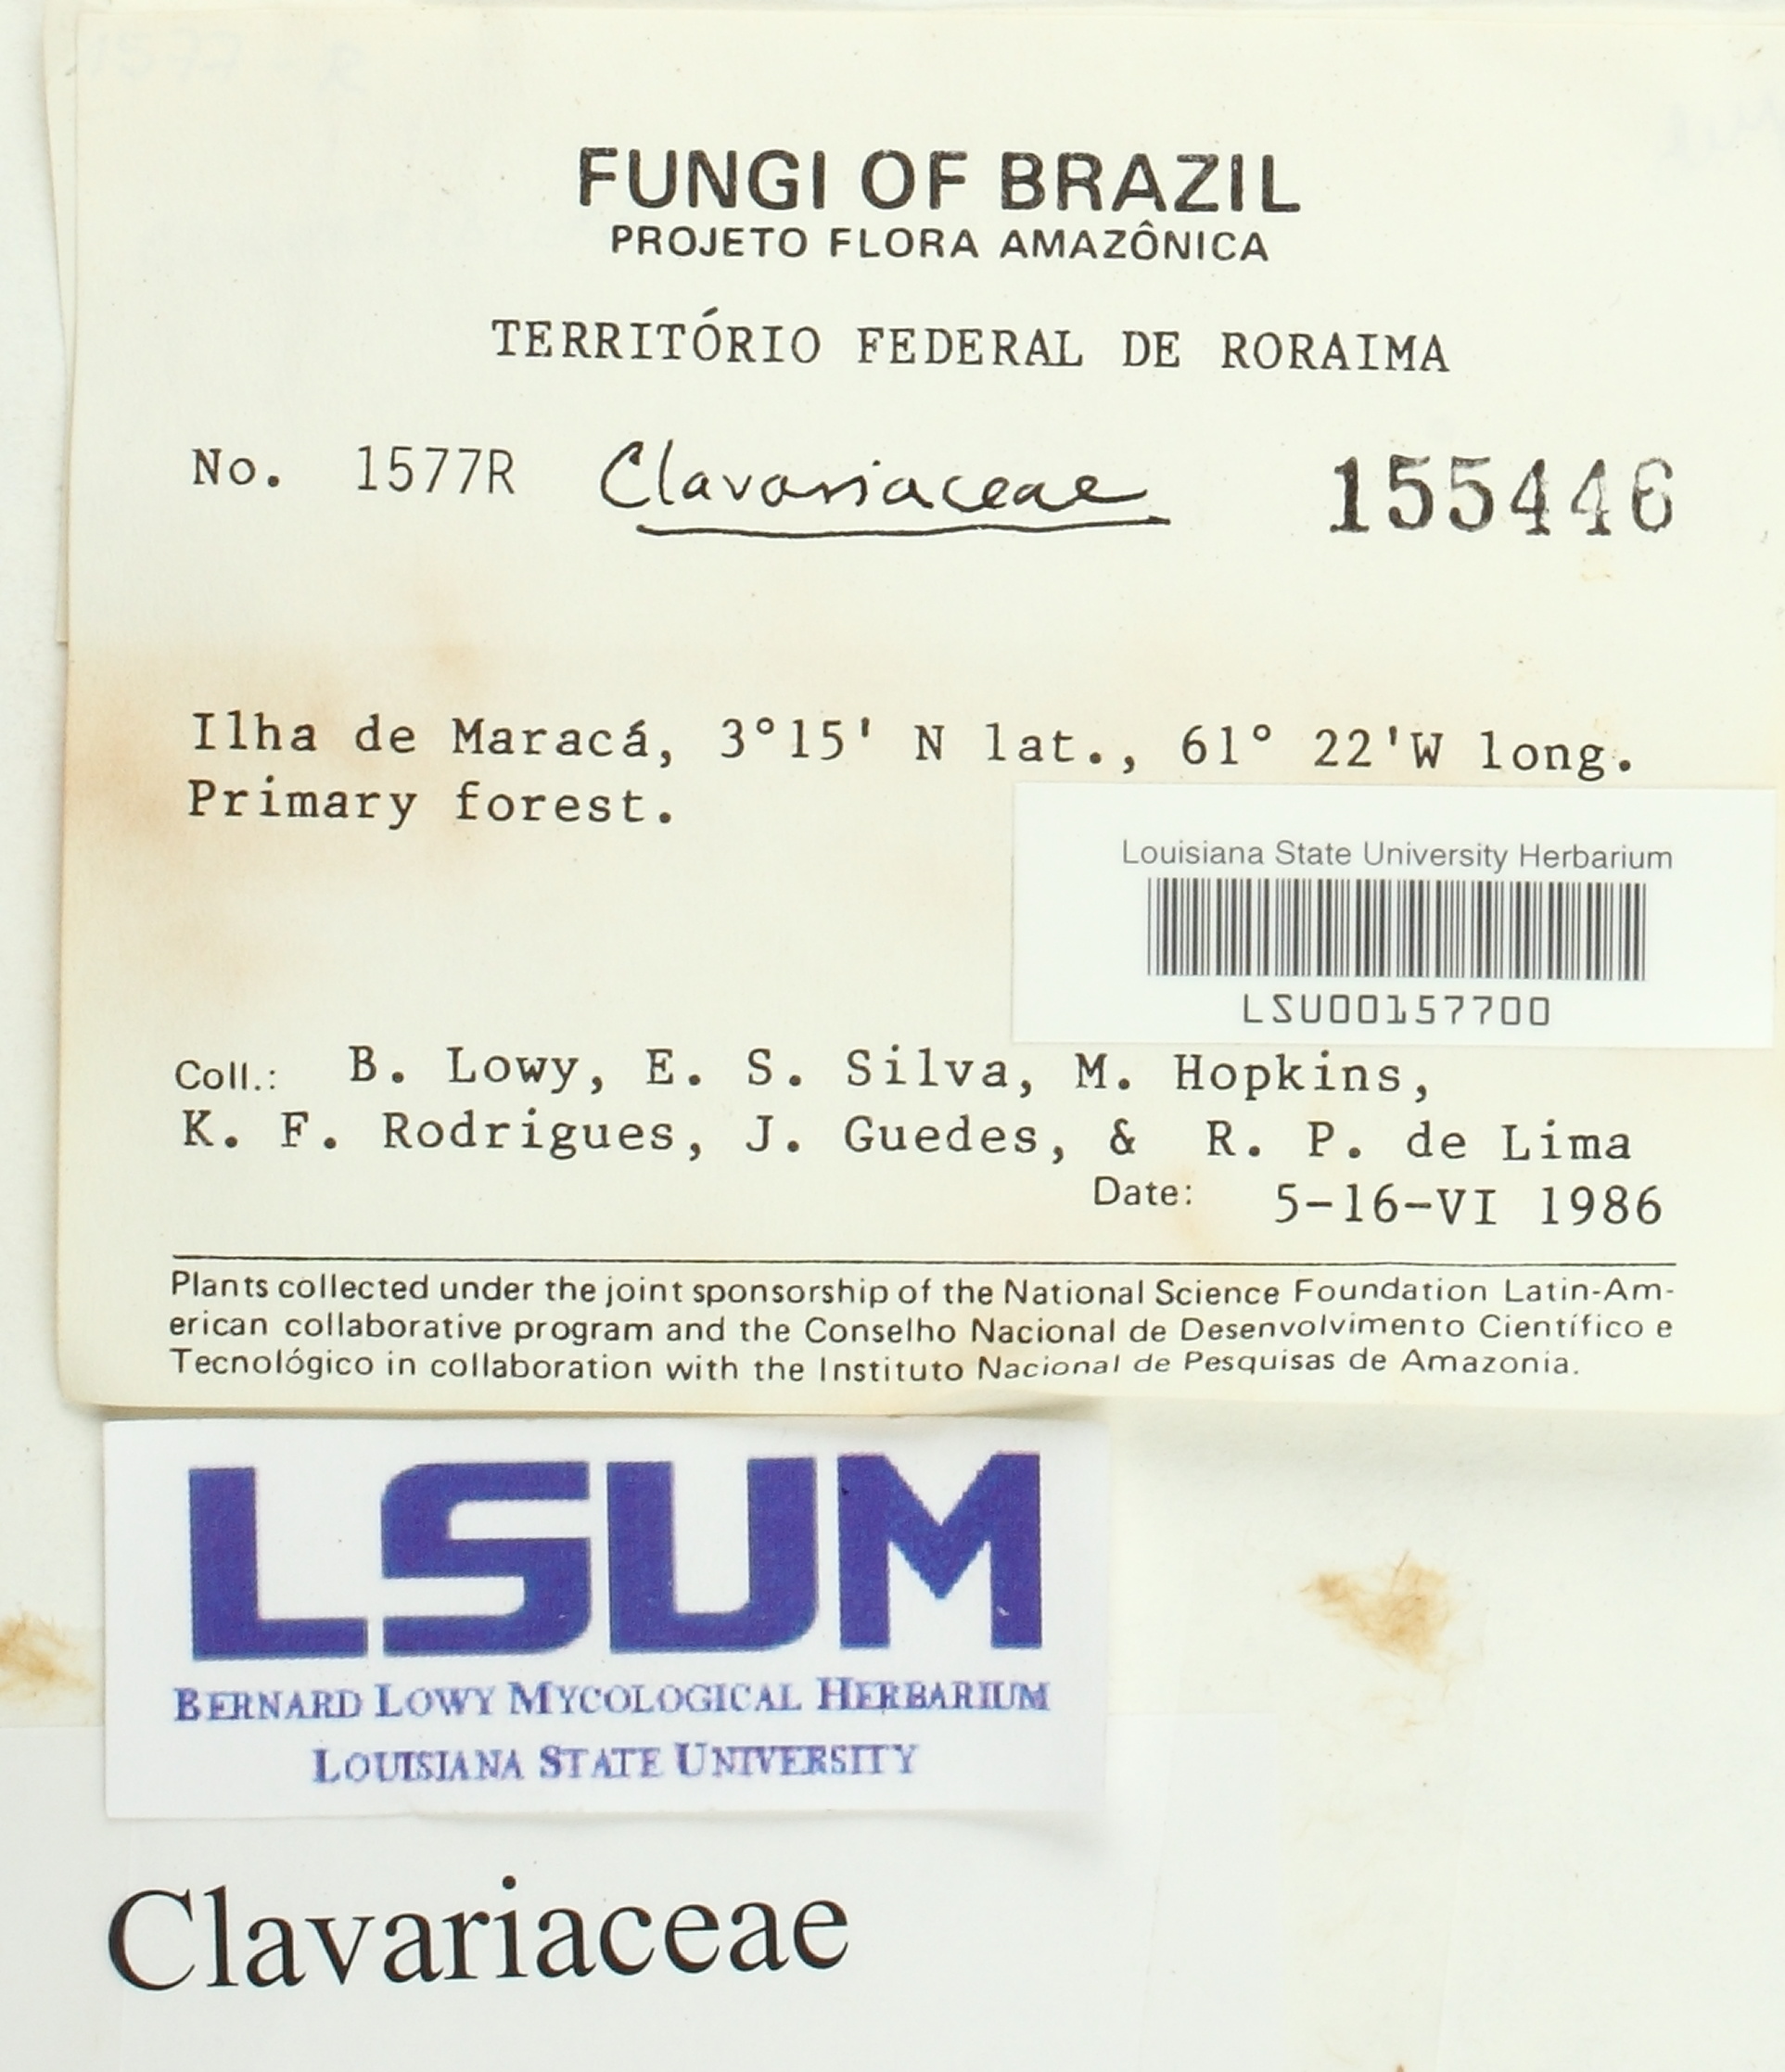 1577-R
FUNGI OF BRAZIL
PROJETO FLORA AMAZÔNICA
TERRITÓRIO FEDERAL DE RORAIMA
No. 1577R Clavariaceae 155446
Ilha de Maracá, 3°15' N lat., 61° 22'W long.
Primary forest.
Louisiana State University Herbarium
LSU00157700
Coll.: B. Lowy, E. S. Silva, M. Hopkins,
K. F. Rodrigues, J. Guedes, & R. P. de Lima
Date: 5-16-VI 1986
Plants collected under the joint sponsorship of the National Science Foundation Latin-Am-
erican collaborative program and the Conselho Nacional de Desenvolvimento Científico e
Tecnológico in collaboration with the Instituto Nacional de Pesquisas de Amazonia.
LSUM
BERNARD LOWY MYCOLOGICAL HERBARIUM
LOUISIANA STATE UNIVERSITY
Clavariaceae